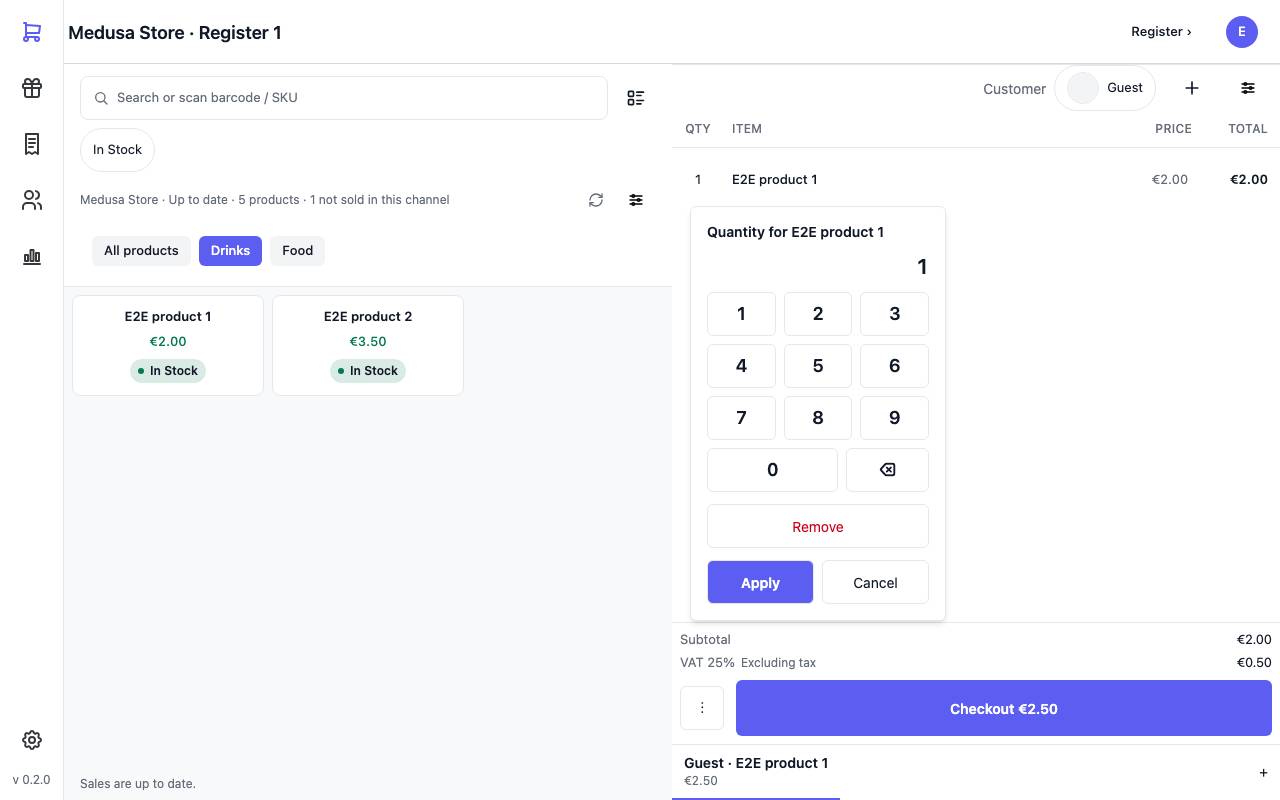 Medusa Store · Register 1
Register ›
E
Search or scan barcode / SKU
In Stock
Medusa Store · Up to date · 5 products · 1 not sold in this channel
All products
Drinks
Food
E2E product 1
€2.00
In Stock
E2E product 2
€3.50
In Stock
Sales are up to date.
v 0.2.0
Customer
Guest
QTY ITEM PRICE TOTAL
1 E2E product 1 €2.00 €2.00
Quantity for E2E product 1
1
1 2 3
4 5 6
7 8 9
0
Remove
Apply Cancel
Subtotal €2.00
VAT 25% Excluding tax €0.50
Checkout €2.50
Guest · E2E product 1
€2.50
+